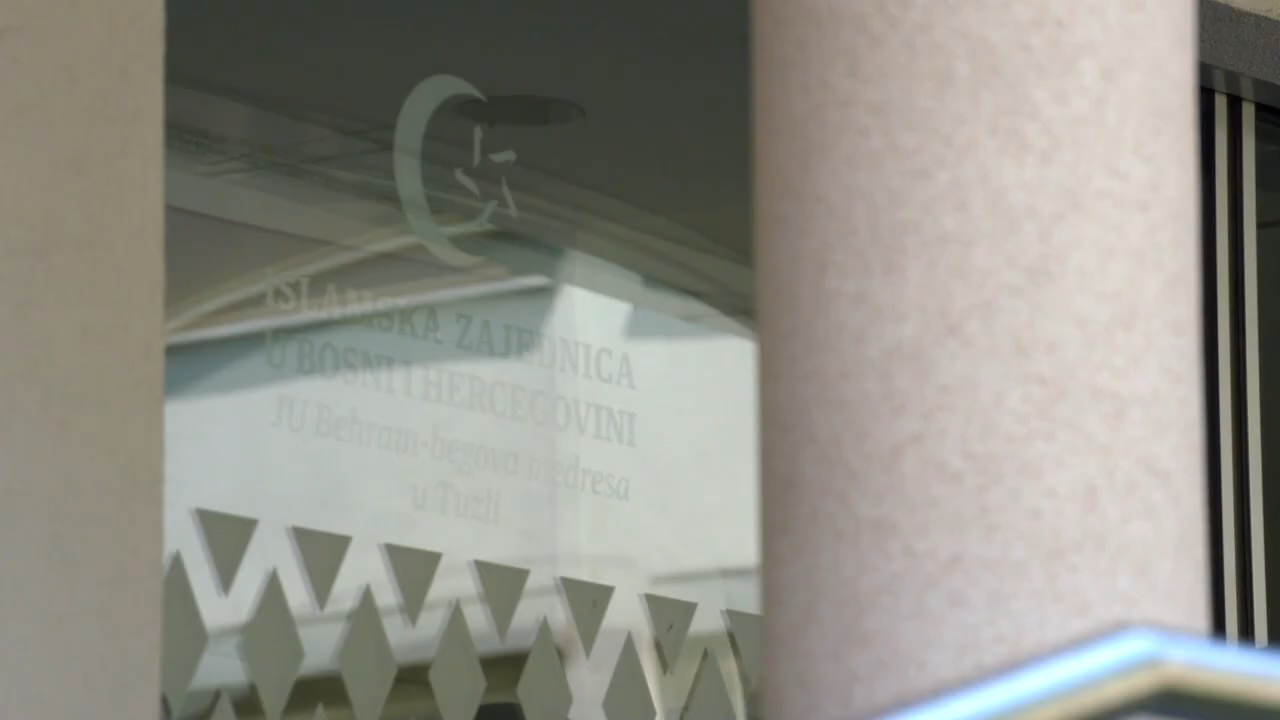 ISLAMSKA ZAJEDNICA
U BOSNI I HERCEGOVINI
JU Behram-begova medresa
u Tuzli